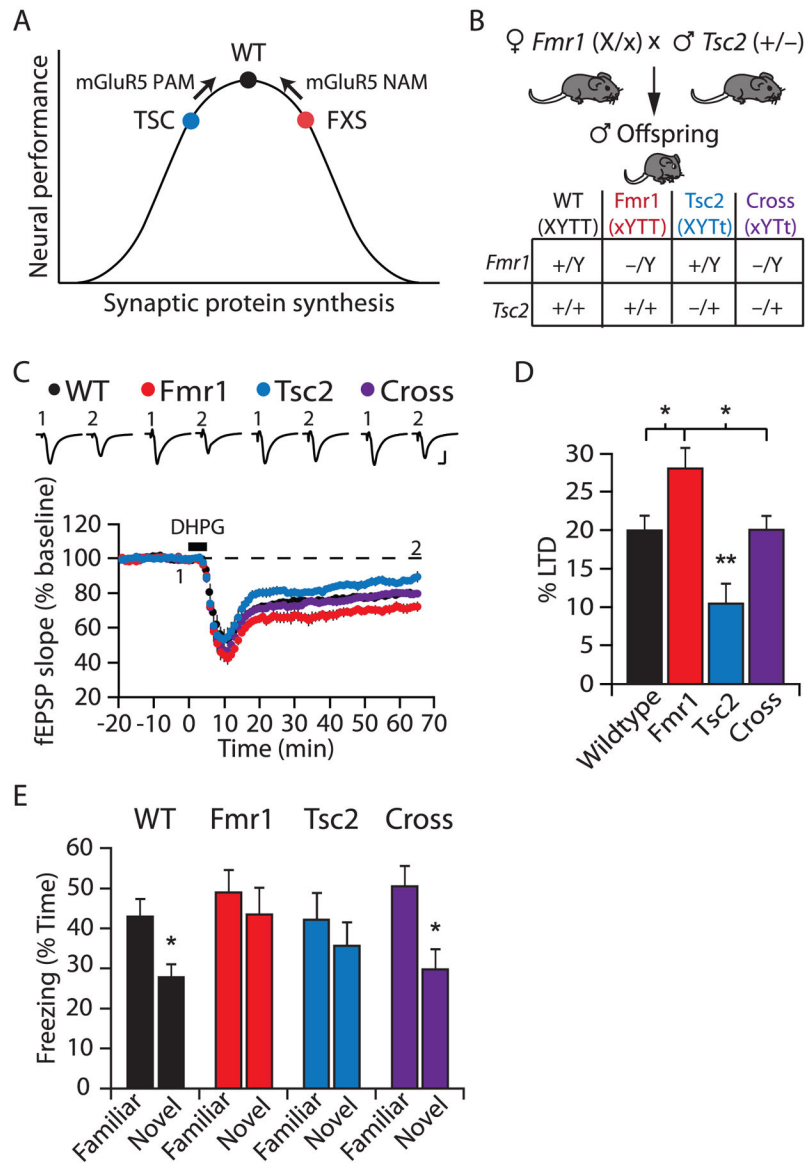 A
WT
mGluR5 PAM
mGluR5 NAM
TSC
FXS
Neural performance
Synaptic protein synthesis
B
♀ Fmr1 (X/x) x ♂ Tsc2 (+/–)
♂ Offspring
WT Fmr1 Tsc2 Cross
(XYTT) (xYTT) (XYTt) (xYTt)
Fmr1 +/Y –/Y +/Y –/Y
Tsc2 +/+ +/+ –/+ –/+
C
WT Fmr1 Tsc2 Cross
1 2 1 2 1 2 1 2
fEPSP slope (% baseline)
120
100
80
60
40
20
DHPG
1
2
-20 -10 0 10 20 30 40 50 60 70
Time (min)
D
* *
% LTD
30
25
20
15
10
5
0
**
Wildtype Fmr1 Tsc2 Cross
E
WT Fmr1 Tsc2 Cross
Freezing (% Time)
60
50
40
30
20
10
0
* *
Familiar Novel Familiar Novel Familiar Novel Familiar Novel